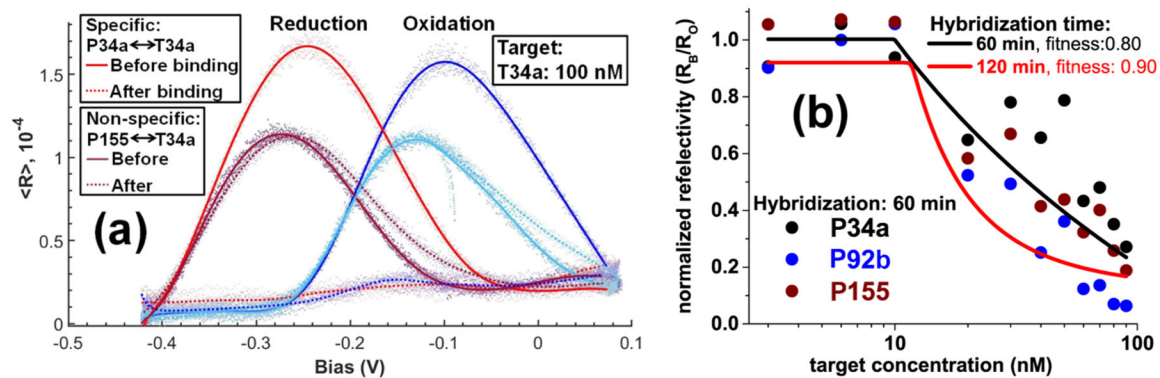 Specific:
P34a↔T34a
Before binding
After binding
Non-specific:
P155↔T34a
Before
After
Reduction Oxidation
Target:
T34a: 100 nM
(a)
<R>, 10⁻⁴
1.5
1
0.5
0
-0.5 -0.4 -0.3 -0.2 -0.1 0 0.1
Bias (V)
Hybridization time:
60 min, fitness:0.80
120 min, fitness: 0.90
(b)
Hybridization: 60 min
P34a
P92b
P155
normalized refelectivity (R_B/R_O)
1.0
0.8
0.6
0.4
0.2
0.0
10 100
target concentration (nM)